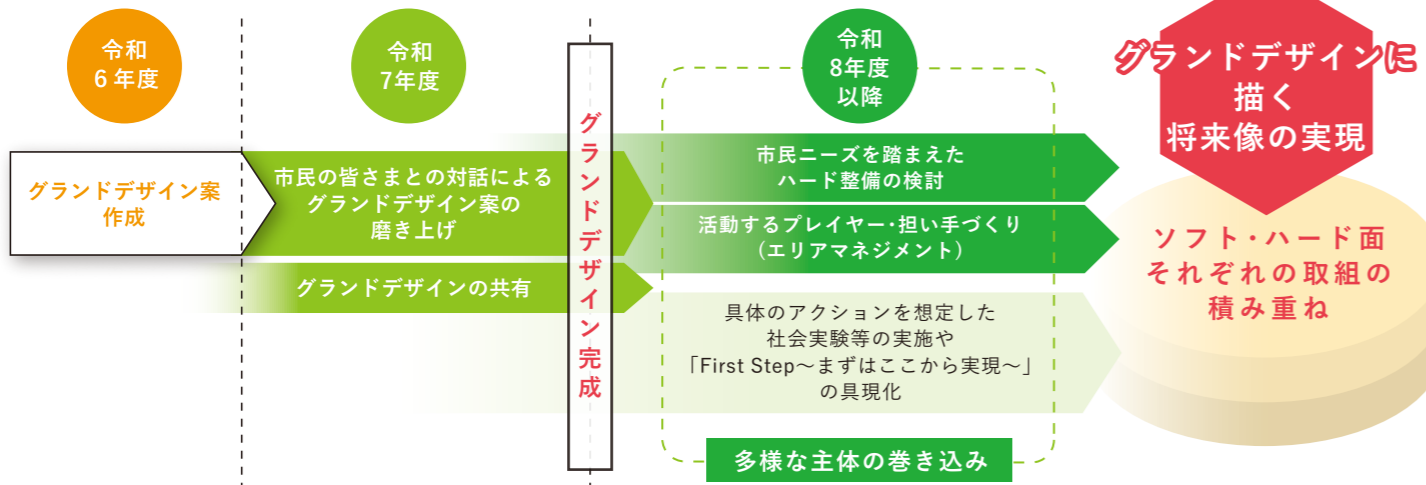 令和
6年度
令和
7年度
令和
8年度
以降
グランドデザイン案
作成
市民の皆さまとの対話による
グランドデザイン案の
磨き上げ
グランドデザインの共有
グランドデザイン完成
市民ニーズを踏まえた
ハード整備の検討
活動するプレイヤー・担い手づくり
(エリアマネジメント)
具体のアクションを想定した
社会実験等の実施や
「First Step〜まずはここから実現〜」
の具現化
多様な主体の巻き込み
グランドデザインに
描く
将来像の実現
ソフト・ハード面
それぞれの取組の
積み重ね